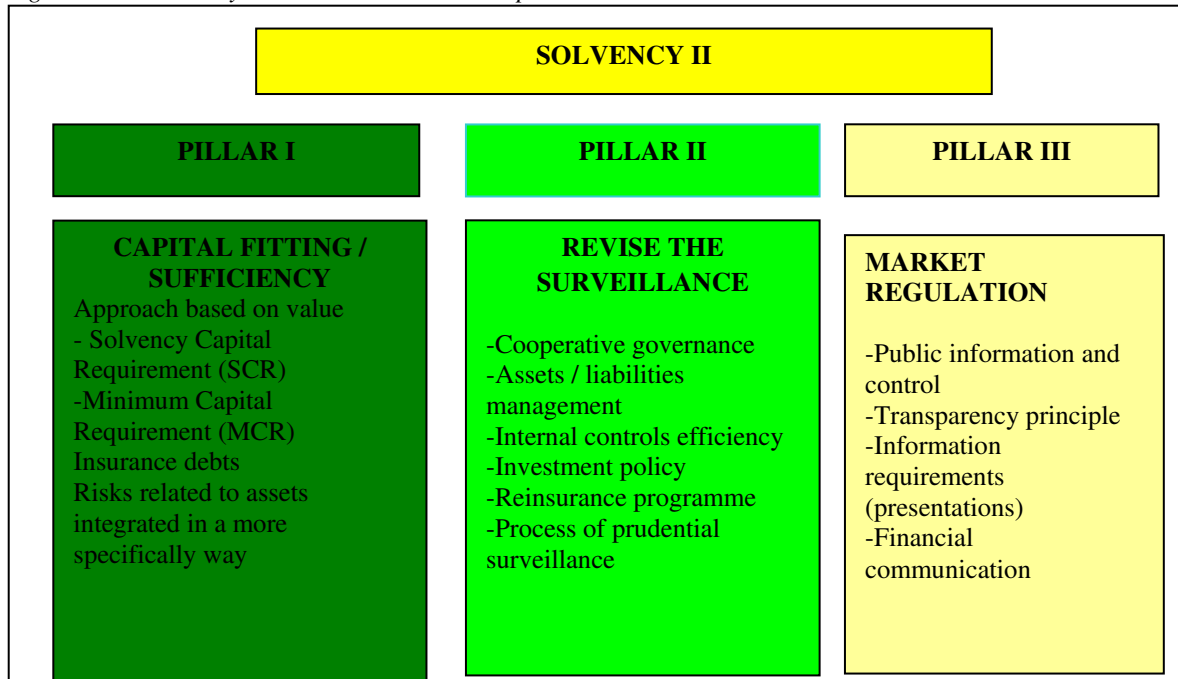 SOLVENCY II
PILLAR I
PILLAR II
PILLAR III
CAPITAL FITTING /
SUFFICIENCY
Approach based on value
- Solvency Capital
Requirement (SCR)
-Minimum Capital
Requirement (MCR)
Insurance debts
Risks related to assets
integrated in a more
specifically way
REVISE THE
SURVEILLANCE
-Cooperative governance
-Assets / liabilities
management
-Internal controls efficiency
-Investment policy
-Reinsurance programme
-Process of prudential
surveillance
MARKET
REGULATION
-Public information and
control
-Transparency principle
-Information
requirements
(presentations)
-Financial
communication